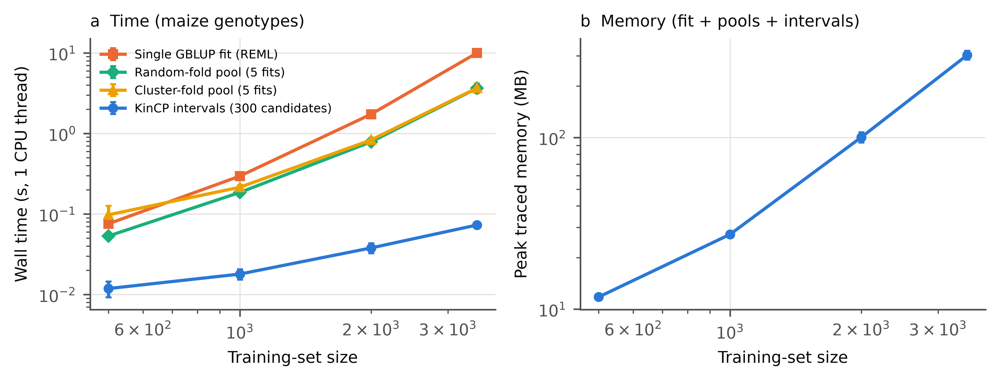 a Time (maize genotypes)
Wall time (s, 1 CPU thread)
10¹
10⁰
10⁻¹
10⁻²
Single GBLUP fit (REML)
Random-fold pool (5 fits)
Cluster-fold pool (5 fits)
KinCP intervals (300 candidates)
6 × 10² 10³ 2 × 10³ 3 × 10³
Training-set size
b Memory (fit + pools + intervals)
Peak traced memory (MB)
10²
10¹
6 × 10² 10³ 2 × 10³ 3 × 10³
Training-set size